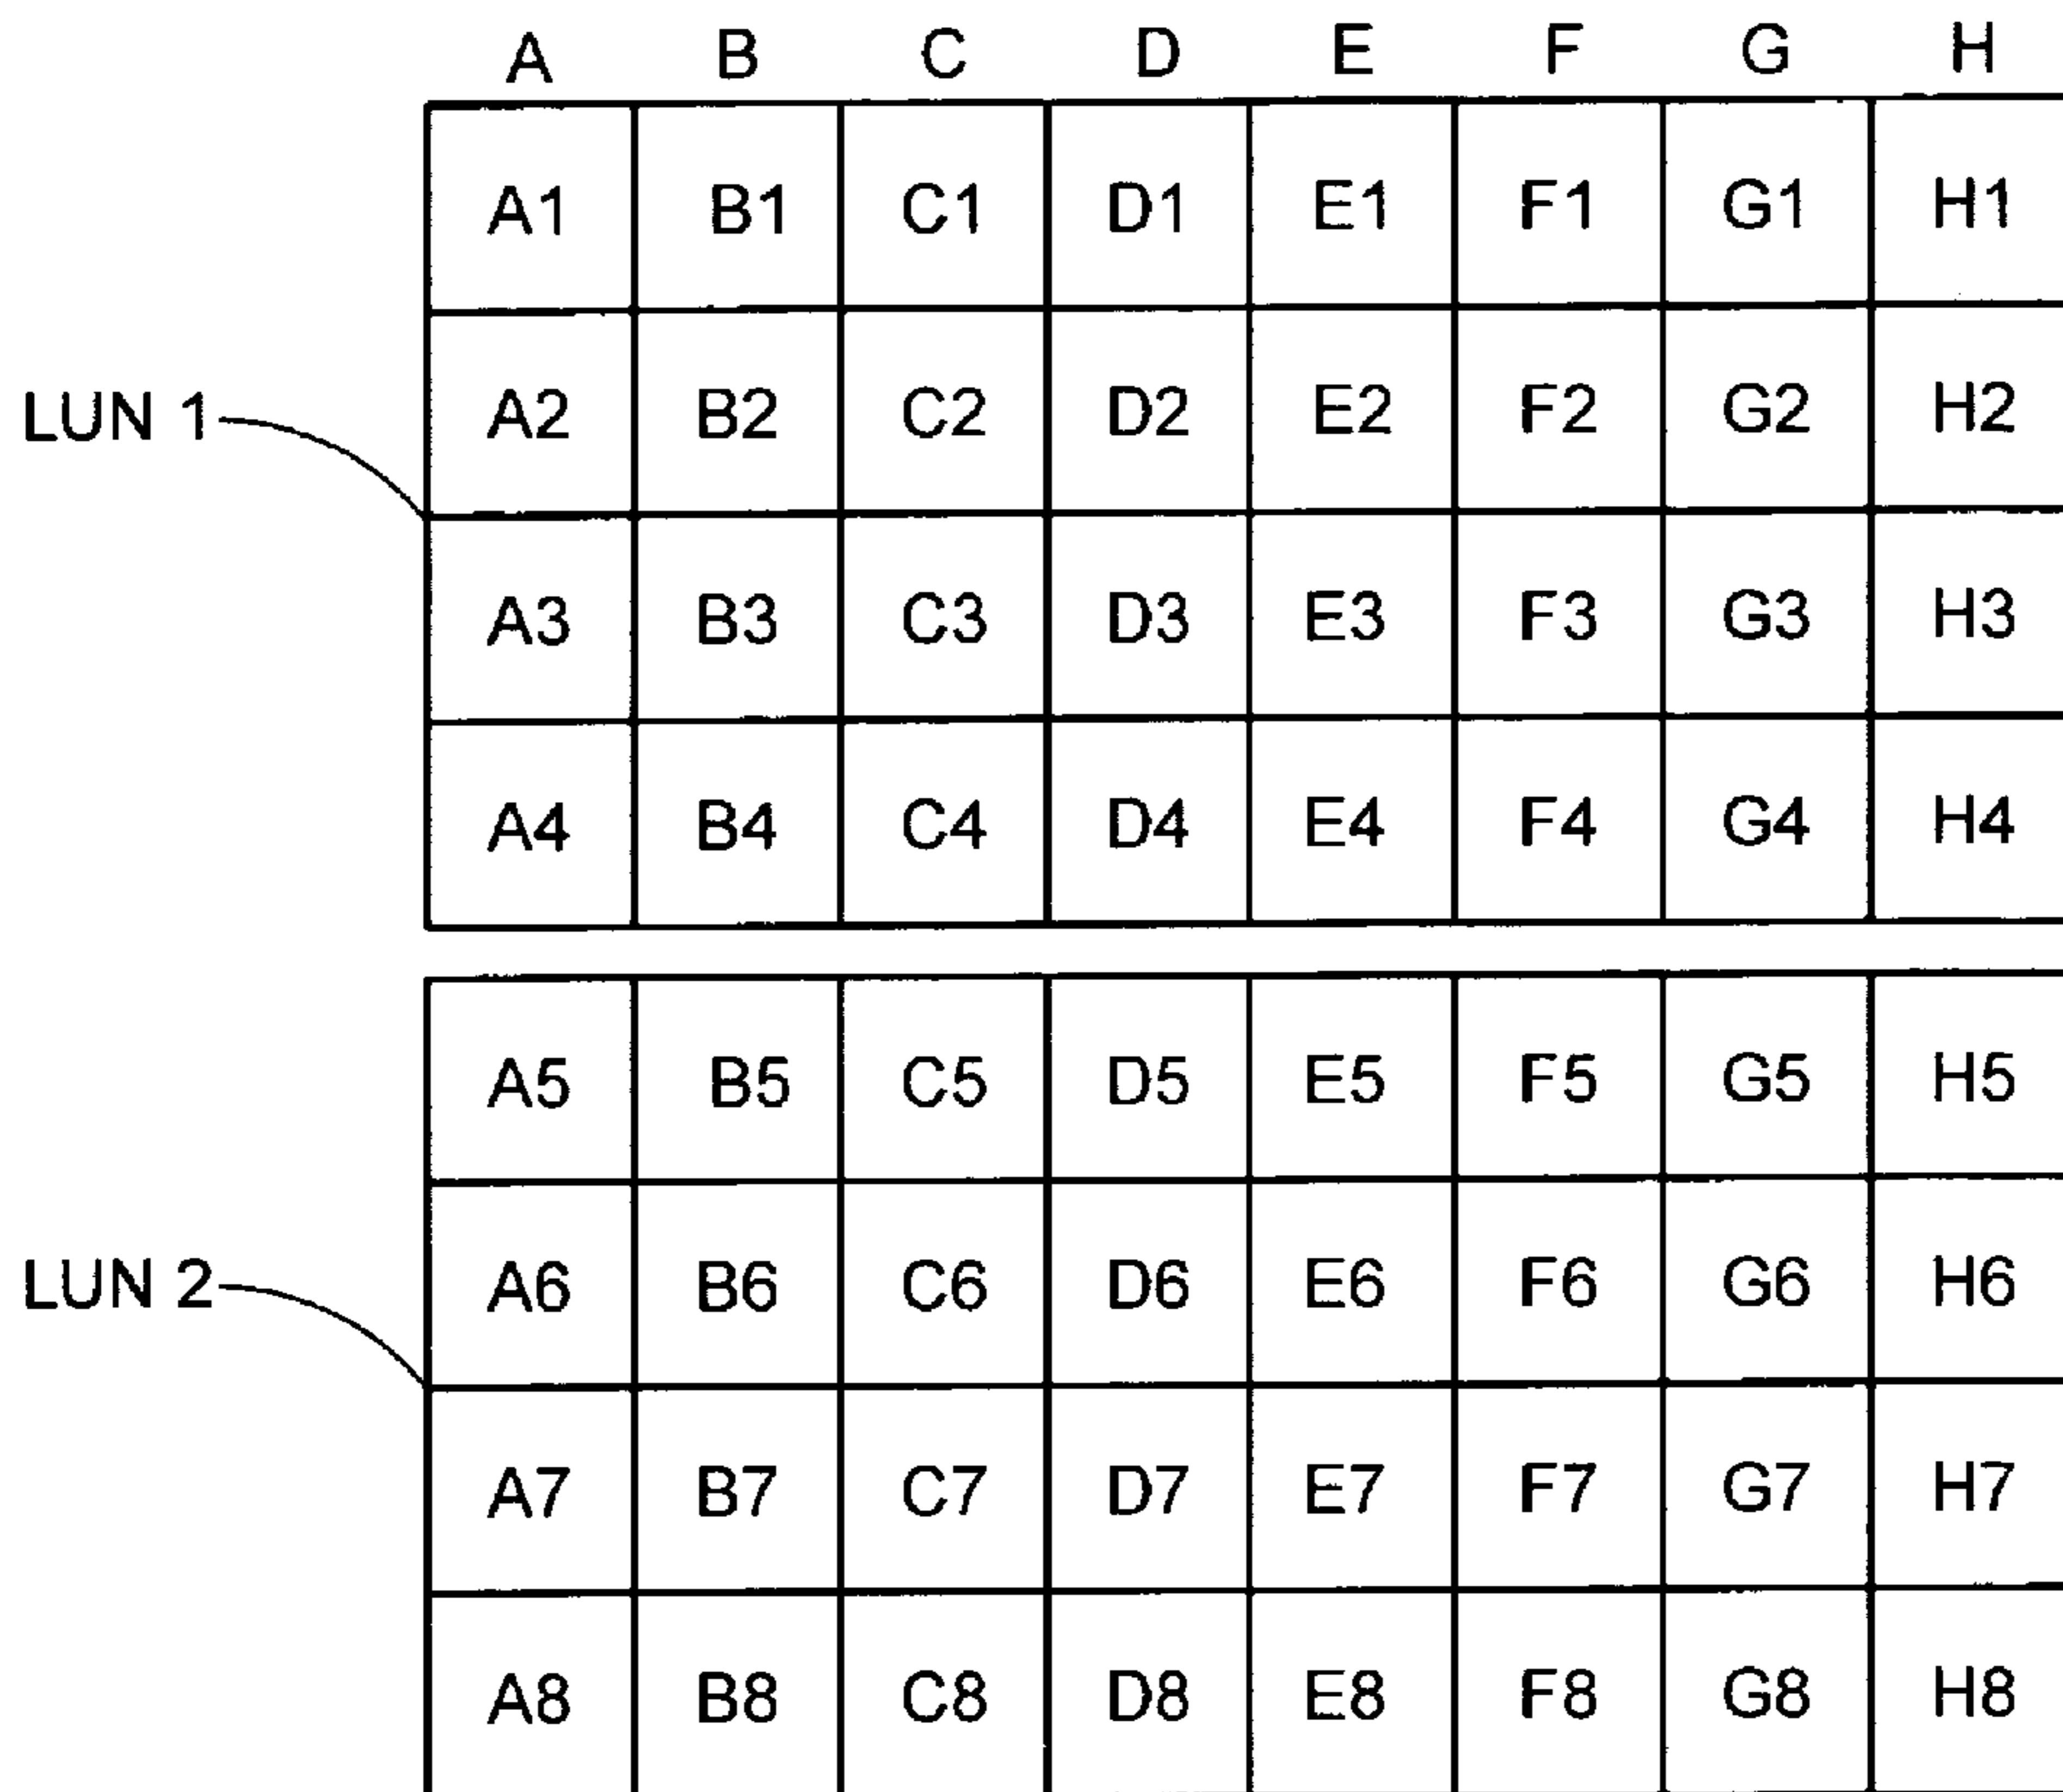 A B C D E F G H
A1 B1 C1 D1 E1 F1 G1 H1
LUN 1 A2 B2 C2 D2 E2 F2 G2 H2
A3 B3 C3 D3 E3 F3 G3 H3
A4 B4 C4 D4 E4 F4 G4 H4
A5 B5 C5 D5 E5 F5 G5 H5
LUN 2 A6 B6 C6 D6 E6 F6 G6 H6
A7 B7 C7 D7 E7 F7 G7 H7
A8 B8 C8 D8 E8 F8 G8 H8